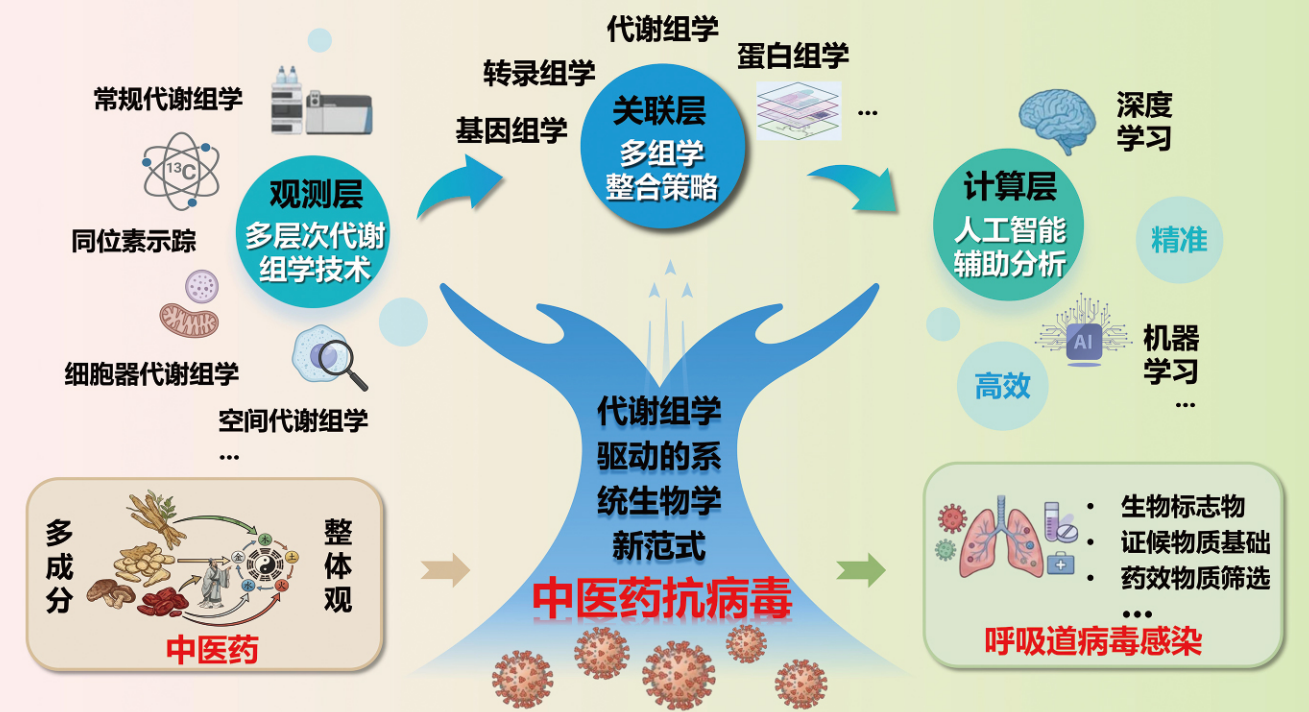 常规代谢组学
13C
同位素示踪
细胞器代谢组学
空间代谢组学
...
观测层
多层次代谢
组学技术
基因组学
转录组学
代谢组学
蛋白组学
...
关联层
多组学
整合策略
计算层
人工智能
辅助分析
深度
学习
精准
AI
机器
学习
...
高效
多
成
分
木
金
土
水
火
整
体
观
中医药
代谢组学
驱动的系
统生物学
新范式
中医药抗病毒
• 生物标志物
• 证候物质基础
• 药效物质筛选
...
呼吸道病毒感染